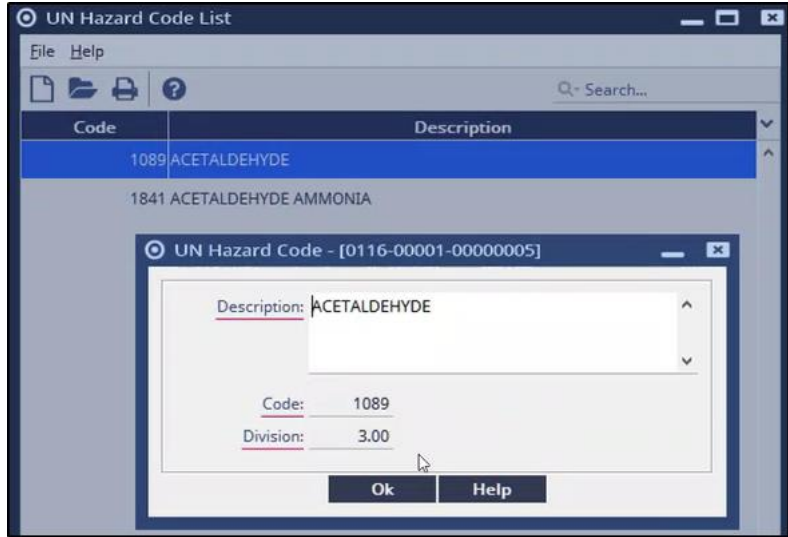 UN Hazard Code List
File Help
Search...
Code Description
1089 ACETALDEHYDE
1841 ACETALDEHYDE AMMONIA
UN Hazard Code - [0116-00001-00000005]
Description: ACETALDEHYDE
Code: 1089
Division: 3.00
Ok Help